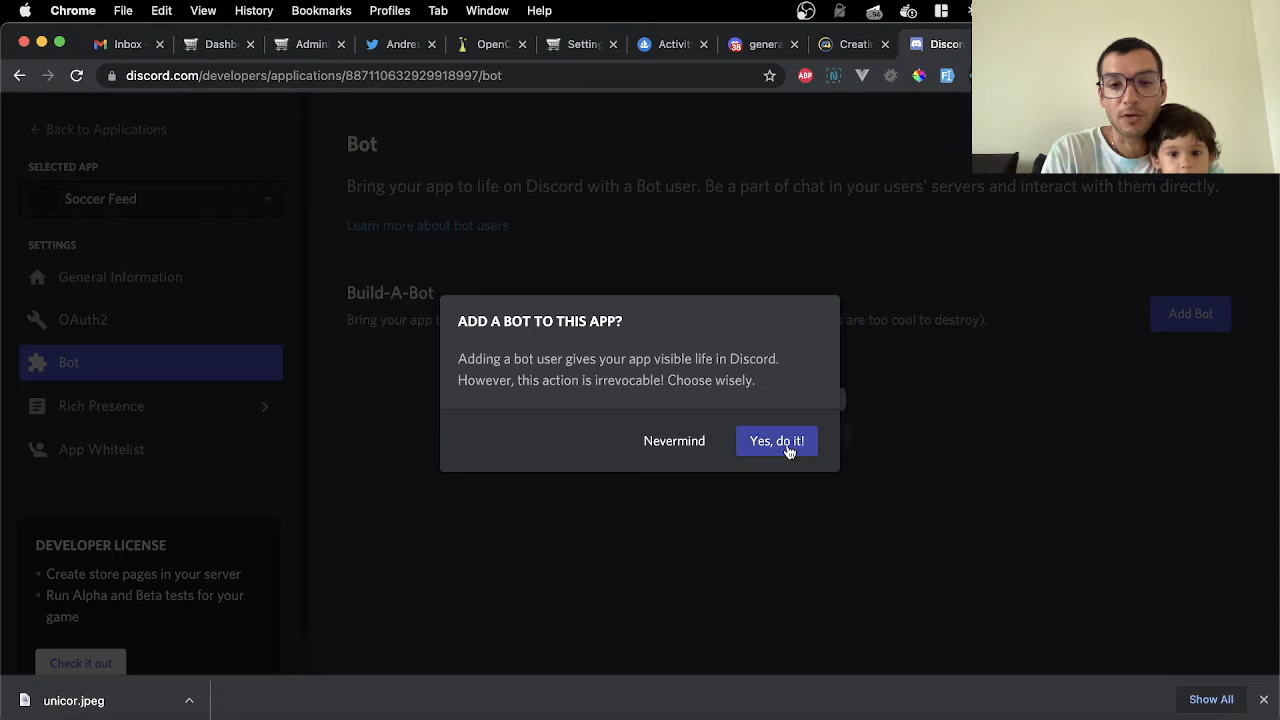 Chrome File Edit View History Bookmarks Profiles Tab Window Help
Inbox
Dashb
Admin
Andres
OpenC
Setting
Activity
38 genera
Creatin
Discor
discord.com/developers/applications/887110632929918997/bot
ABP
← Back to Applications
SELECTED APP
Soccer Feed
SETTINGS
General Information
OAuth2
Bot
Rich Presence
App Whitelist
DEVELOPER LICENSE
• Create store pages in your server
• Run Alpha and Beta tests for your
game
Check it out
Bot
Bring your app to life on Discord with a Bot user. Be a part of chat in your users' servers and interact with them directly.
Learn more about bot users
Build-A-Bot
Bring your app t
are too cool to destroy).
Add Bot
ADD A BOT TO THIS APP?
Adding a bot user gives your app visible life in Discord.
However, this action is irrevocable! Choose wisely.
Nevermind
Yes, do it!
unicor.jpeg
Show All